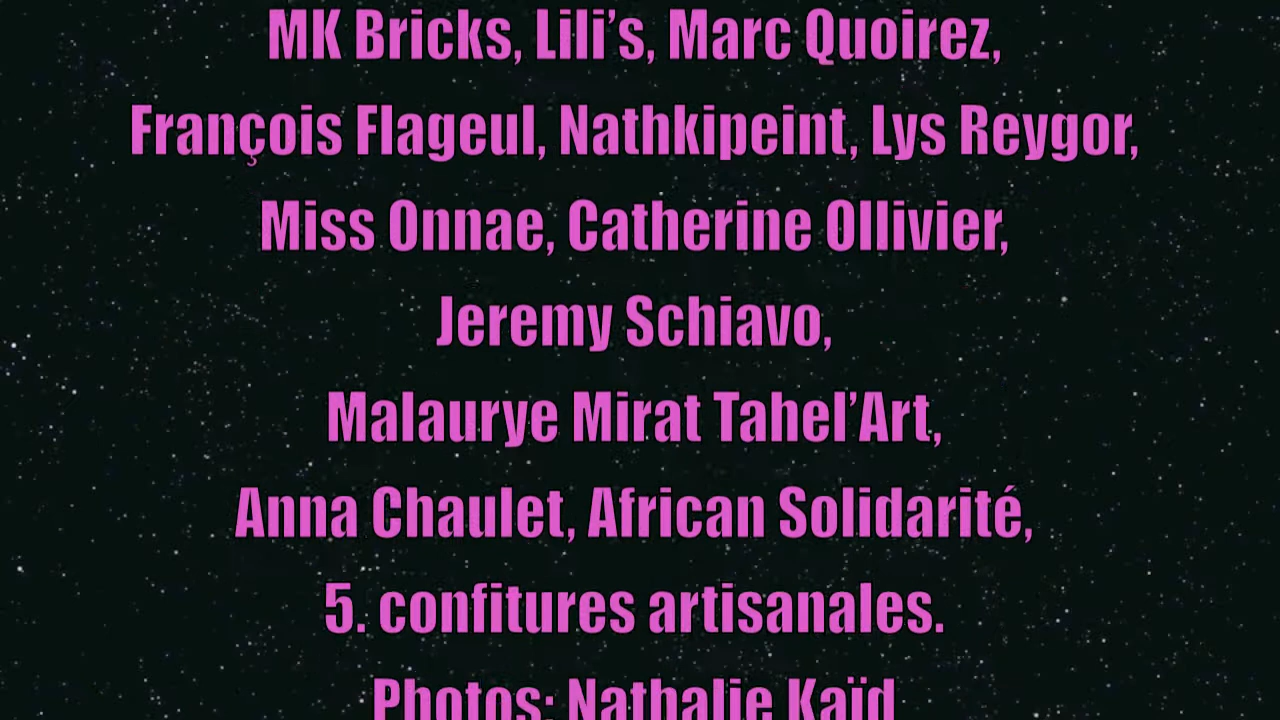 MK Bricks, Lili’s, Marc Quoirez,
François Flageul, Nathkipeint, Lys Reygor,
Miss Onnae, Catherine Ollivier,
Jeremy Schiavo,
Malaurye Mirat Tahel’Art,
Anna Chaulet, African Solidarité,
5. confitures artisanales.
Photos: Nathalie Kaïd